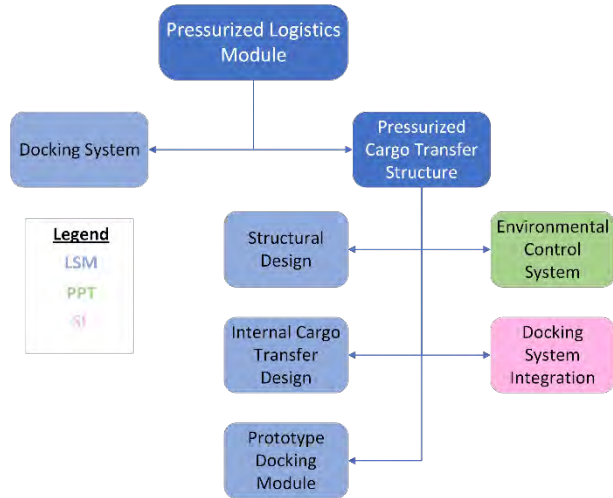 Pressurized Logistics
Module
Docking System
Pressurized
Cargo Transfer
Structure
Legend
LSM
PPT
SI
Structural
Design
Environmental
Control
System
Internal Cargo
Transfer
Design
Docking
System
Integration
Prototype
Docking
Module